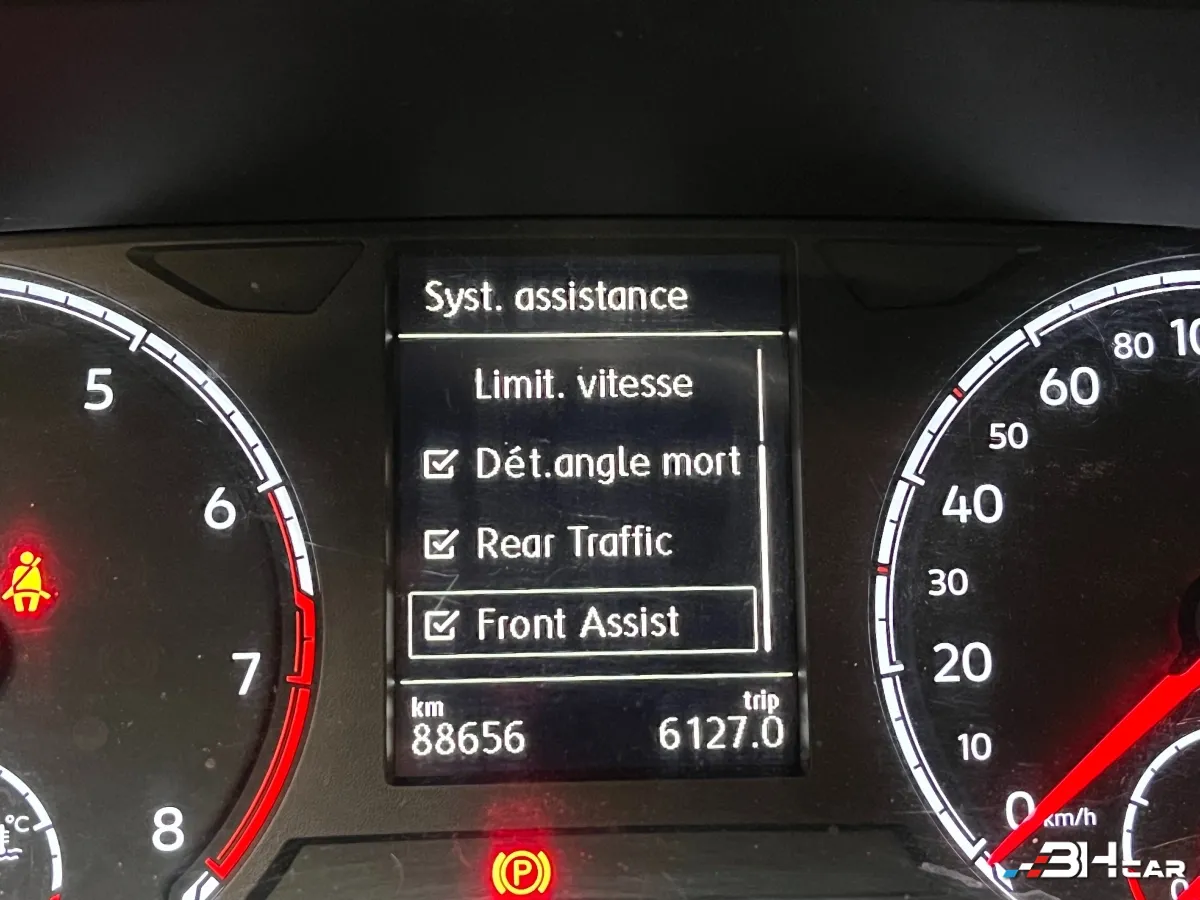 Syst. assistance
Limit. vitesse
Dét.angle mort
Rear Traffic
Front Assist
km
88656
trip
6127.0
5
6
7
8
°C
80
60
50
40
30
20
10
0
km/h
P
3HCAR